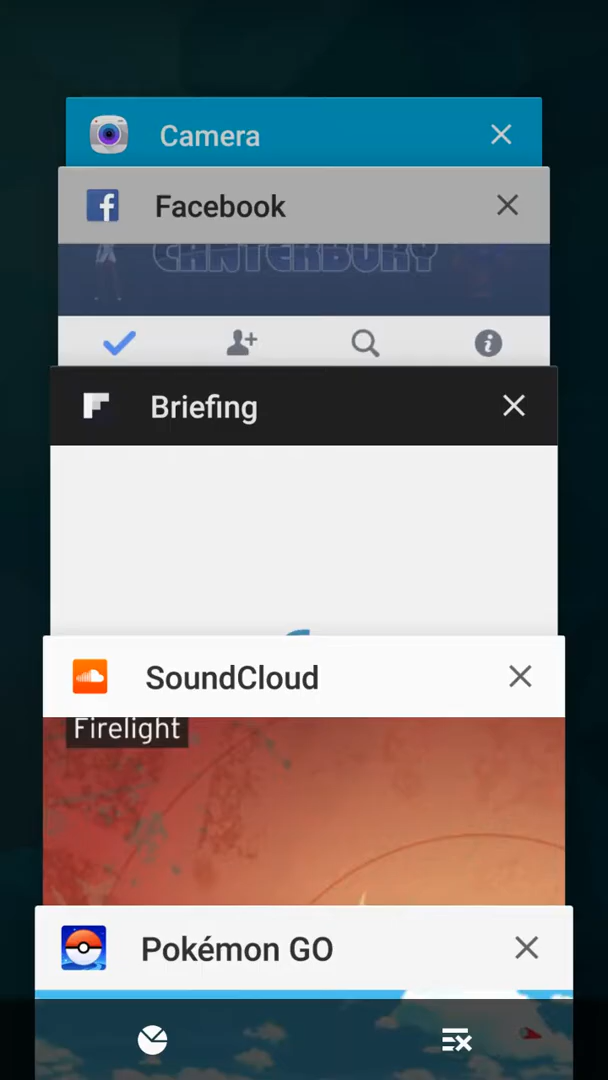 Camera
Facebook
CANTERBURY
Briefing
SoundCloud
Firelight
Pokémon GO